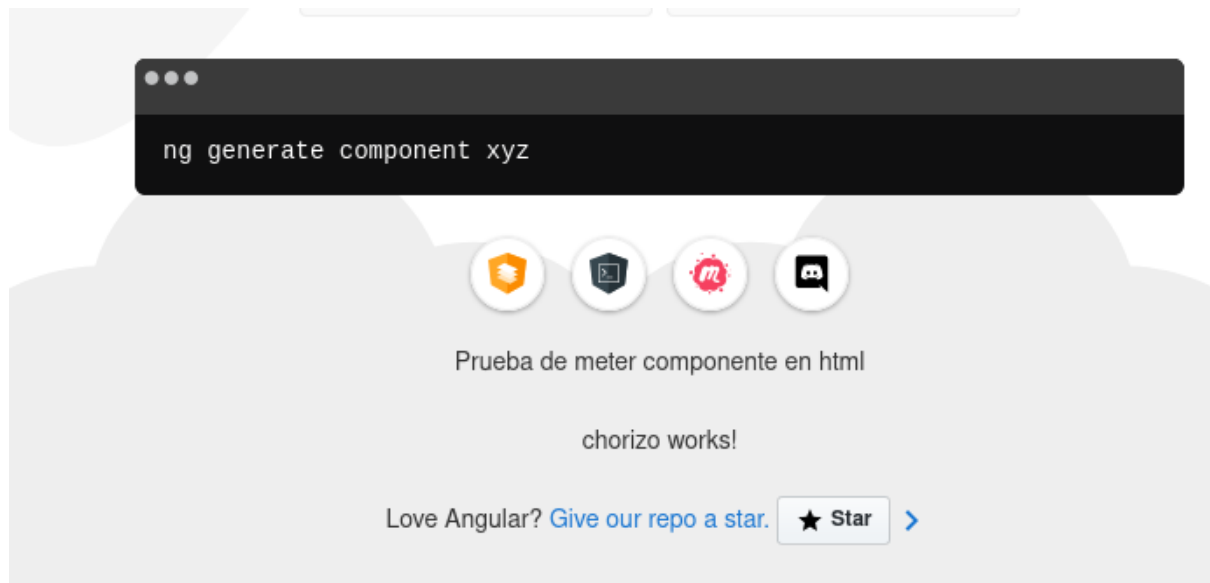 ng generate component xyz
Prueba de meter componente en html
chorizo works!
Love Angular? Give our repo a star. Star